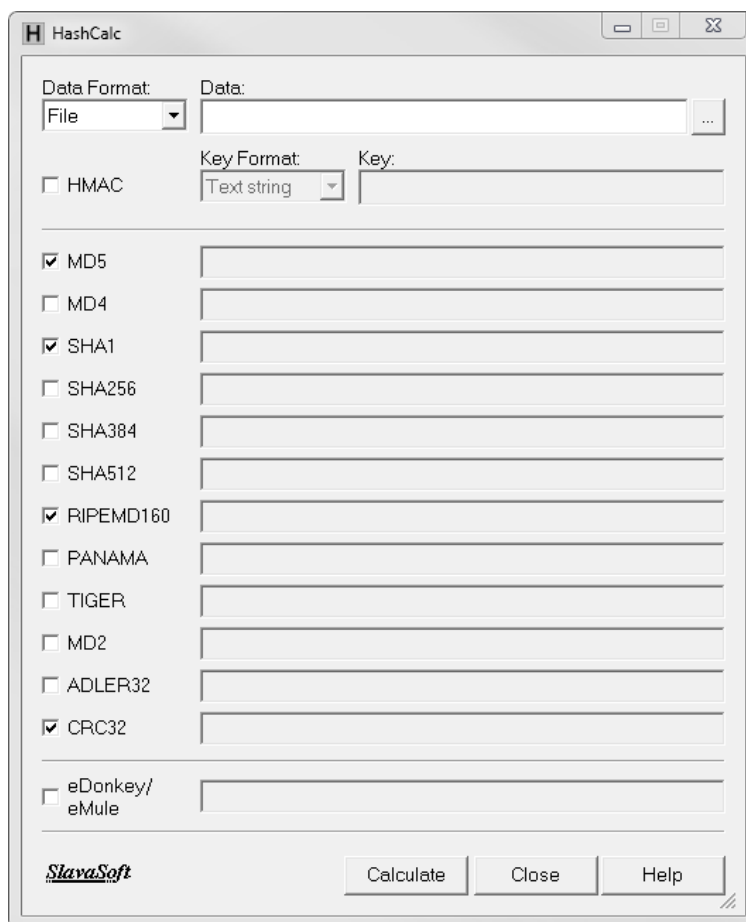 H HashCalc
Data Format: Data:
File ...
Key Format: Key:
HMAC Text string
MD5
MD4
SHA1
SHA256
SHA384
SHA512
RIPEMD160
PANAMA
TIGER
MD2
ADLER32
CRC32
eDonkey/
eMule
SlavaSoft Calculate Close Help